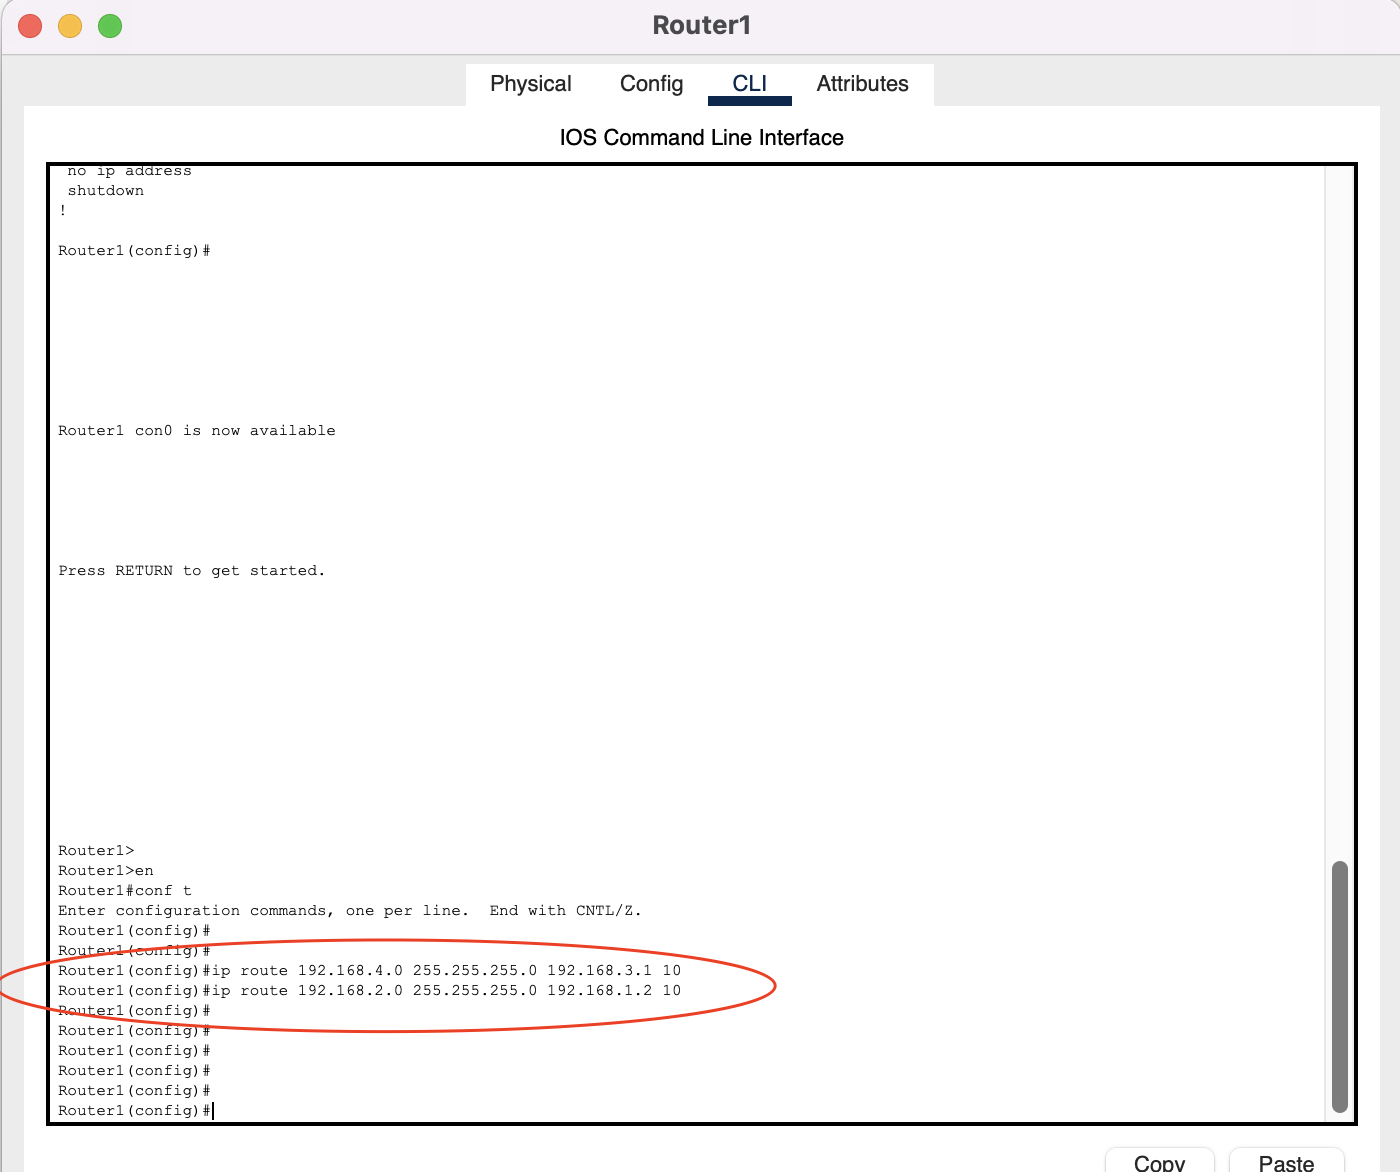 Router1
Physical Config CLI Attributes
IOS Command Line Interface
no ip address
shutdown
!
Router1(config)#
Router1 con0 is now available
Press RETURN to get started.
Router1>
Router1>en
Router1#conf t
Enter configuration commands, one per line.  End with CNTL/Z.
Router1(config)#
Router1(config)#
Router1(config)#ip route 192.168.4.0 255.255.255.0 192.168.3.1 10
Router1(config)#ip route 192.168.2.0 255.255.255.0 192.168.1.2 10
Router1(config)#
Router1(config)#
Router1(config)#
Router1(config)#
Router1(config)#
Router1(config)#
Copy Paste